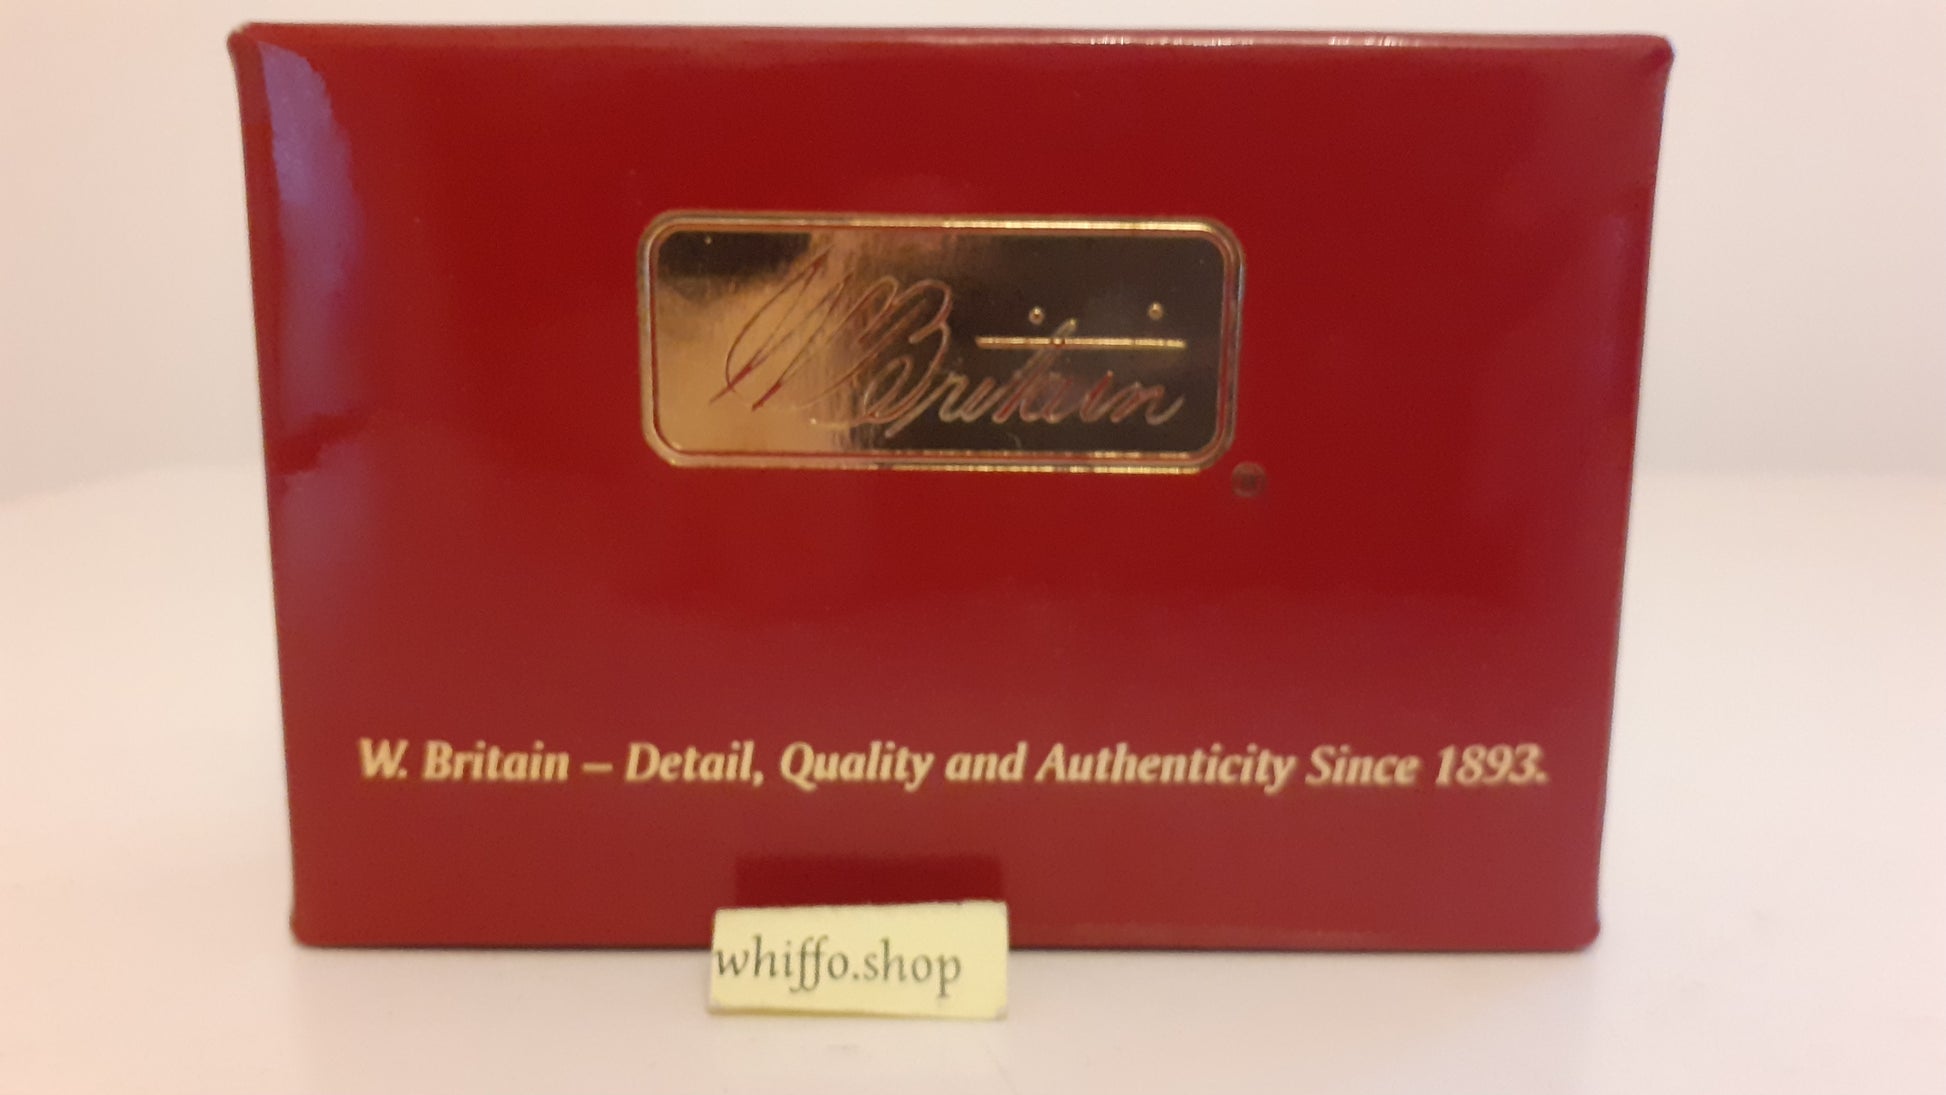 W Britain
®
W. Britain – Detail, Quality and Authenticity Since 1893.
whiffo.shop